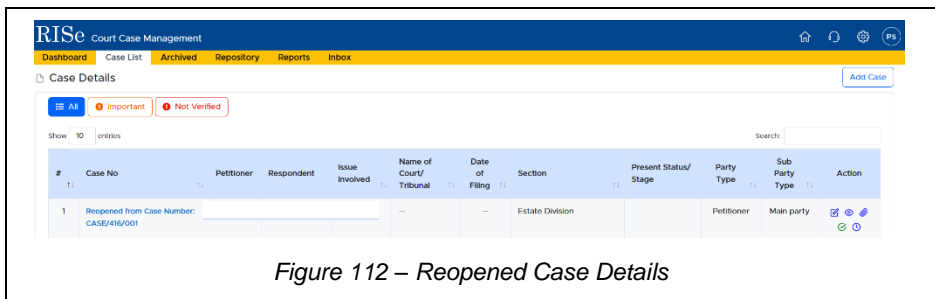 RISe Court Case Management
PS
Dashboard Case List Archived Repository Reports Inbox
Case Details
Add Case
All Important Not Verified
Show 10 entries
Search:
# Case No Petitioner Respondent Issue Involved Name of Court/ Tribunal Date of Filing Section Present Status/ Stage Party Type Sub Party Type Action
1 Reopened from Case Number: CASE/416/001 -- -- Estate Division Petitioner Main party
Figure 112 – Reopened Case Details